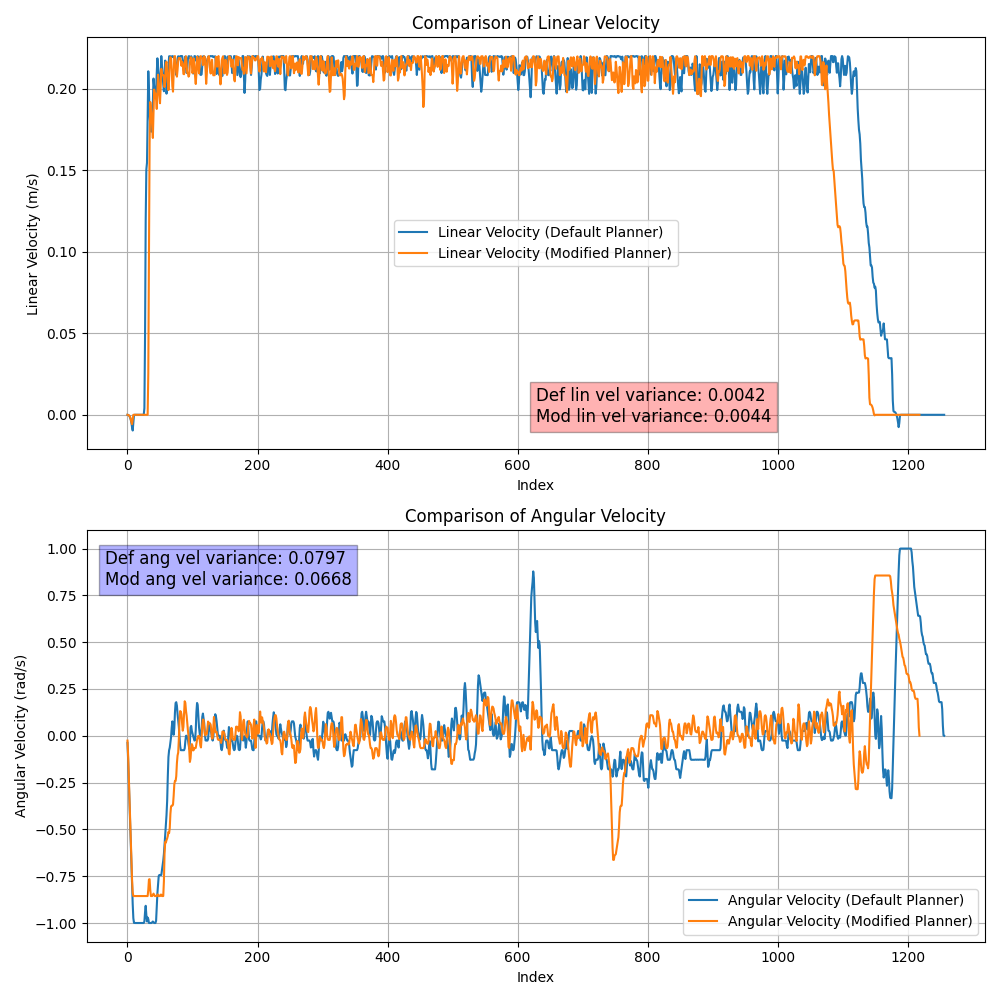 Comparison of Linear Velocity
Linear Velocity (m/s)
0.20
0.15
0.10
0.05
0.00
Linear Velocity (Default Planner)
Linear Velocity (Modified Planner)
Def lin vel variance: 0.0042
Mod lin vel variance: 0.0044
0 200 400 600 800 1000 1200
Index
Comparison of Angular Velocity
Angular Velocity (rad/s)
1.00
0.75
0.50
0.25
0.00
−0.25
−0.50
−0.75
−1.00
Def ang vel variance: 0.0797
Mod ang vel variance: 0.0668
Angular Velocity (Default Planner)
Angular Velocity (Modified Planner)
0 200 400 600 800 1000 1200
Index